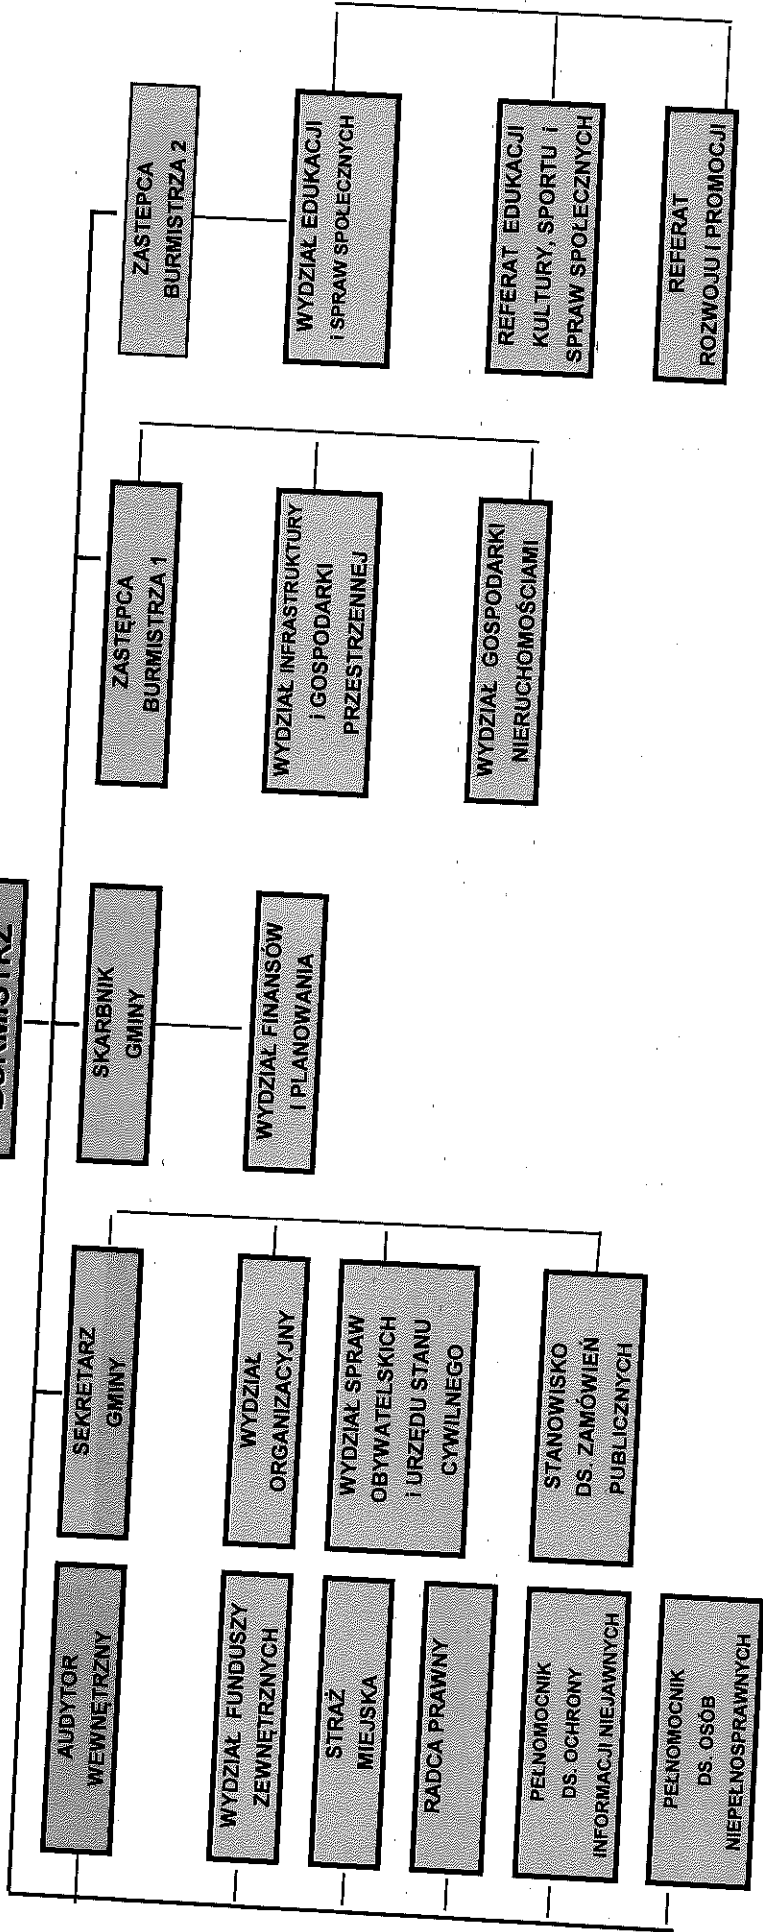 BURMISTRZ
AUDYTOR
WEWNĘTRZNY
WYDZIAŁ FUNDUSZY
ZEWNĘTRZNYCH
STRAŻ
MIEJSKA
RADCA PRAWNY
PEŁNOMOCNIK
DS. OCHRONY
INFORMACJI NIEJAWNYCH
PEŁNOMOCNIK
DS. OSÓB
NIEPEŁNOSPRAWNYCH
SEKRETARZ
GMINY
WYDZIAŁ
ORGANIZACYJNY
WYDZIAŁ SPRAW
OBYWATELSKICH
i URZĘDU STANU
CYWILNEGO
STANOWISKO
DS. ZAMÓWIEŃ
PUBLICZNYCH
SKARBNIK
GMINY
WYDZIAŁ FINANSÓW
I PLANOWANIA
ZASTĘPCA
BURMISTRZA 1
WYDZIAŁ INFRASTRUKTURY
i GOSPODARKI
PRZESTRZENNEJ
WYDZIAŁ GOSPODARKI
NIERUCHOMOŚCIAMI
ZASTEPCA
BURMISTRZA 2
WYDZIAŁ EDUKACJI
i SPRAW SPOŁECZNYCH
REFERAT EDUKACJI
KULTURY, SPORTU i
SPRAW SPOŁECZNYCH
REFERAT
ROZWOJU I PROMOCJI